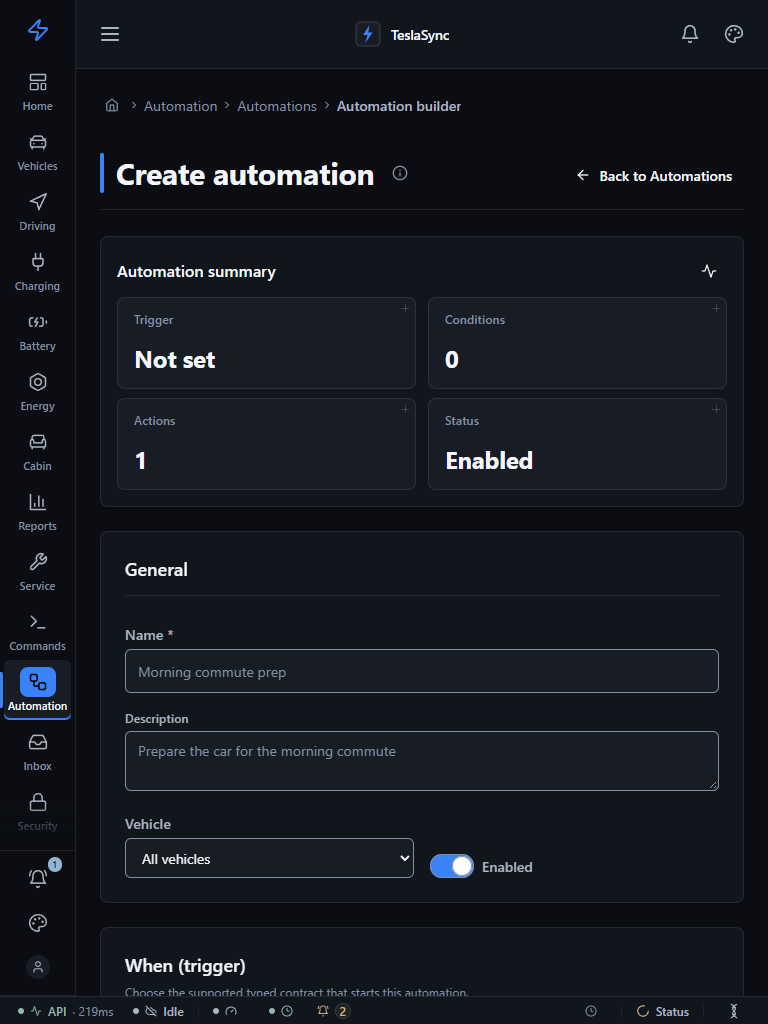 TeslaSync
Home
Vehicles
Driving
Charging
Battery
Energy
Cabin
Reports
Service
Commands
Automation
Inbox
Security
1
Automation > Automations > Automation builder
Create automation
Back to Automations
Automation summary
Trigger
Not set
Conditions
0
Actions
1
Status
Enabled
General
Name *
Morning commute prep
Description
Prepare the car for the morning commute
Vehicle
All vehicles
Enabled
When (trigger)
Choose the supported typed contract that starts this automation.
API · 219ms
Idle
2
Status